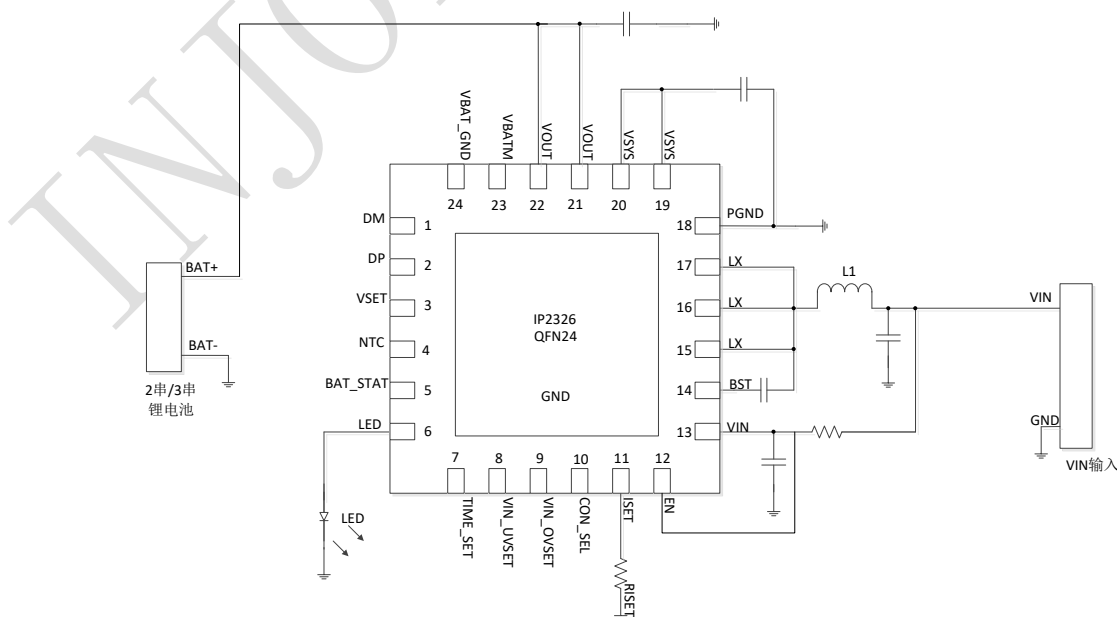 INJO
VBAT_GND
VBATM
VOUT
VOUT
VSYS
VSYS
24
23
22
21
20
19
DM
1
DP
2
VSET
3
NTC
4
BAT_STAT
5
LED
6
18
PGND
17
LX
16
LX
15
LX
14
BST
13
VIN
IP2326
QFN24
GND
7
8
9
10
11
12
TIME_SET
VIN_UVSET
VIN_OVSET
CON_SEL
ISET
EN
RISET
LED
BAT+
BAT-
2串/3串
锂电池
L1
VIN
GND
VIN输入